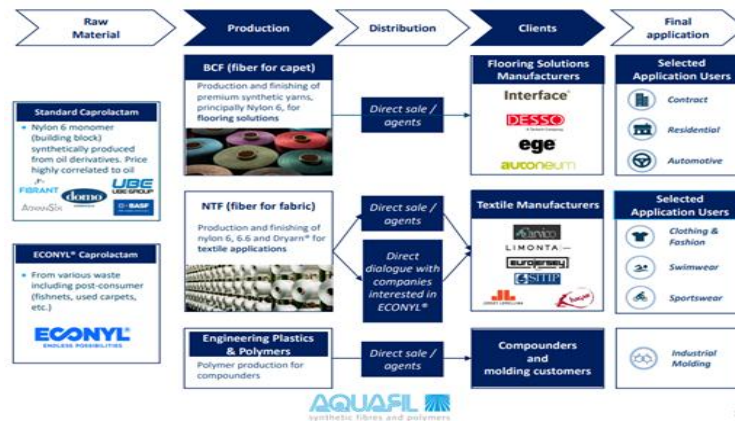 Raw
Material
Production
Distribution
Clients
Final
application
Standard Caprolactam
• Nylon 6 monomer
(building block)
synthetically produced
from oil derivatives. Price
highly correlated to oil
FIBRANT
domo
UBE
UBE GROUP
ADVANSIX
BASF
ECONYL® Caprolactam
• From various waste
including post-consumer
(fishnets, used carpets,
etc.)
ECONYL®
ENDLESS POSSIBILITIES
BCF (fiber for capet)
Production and finishing of
premium synthetic yarns,
principally Nylon 6, for
flooring solutions
NTF (fiber for fabric)
Production and finishing of
nylon 6, 6.6 and Dryarn® for
textile applications
Engineering Plastics
& Polymers
Polymer production for
compounders
Direct sale /
agents
Direct sale /
agents
Direct
dialogue with
companies
interested in
ECONYL®
Direct sale /
agents
Flooring Solutions
Manufacturers
Interface®
DESSO
ege
autoneum
Textile Manufacturers
Carvico
LIMONTA
EUROJERSEY
SITIP
Compounders
and
molding customers
Selected
Application Users
Contract
Residential
Automotive
Selected
Application Users
Clothing &
Fashion
Swimwear
Sportswear
Industrial
Molding
AQUAFIL
synthetic fibres and polymers